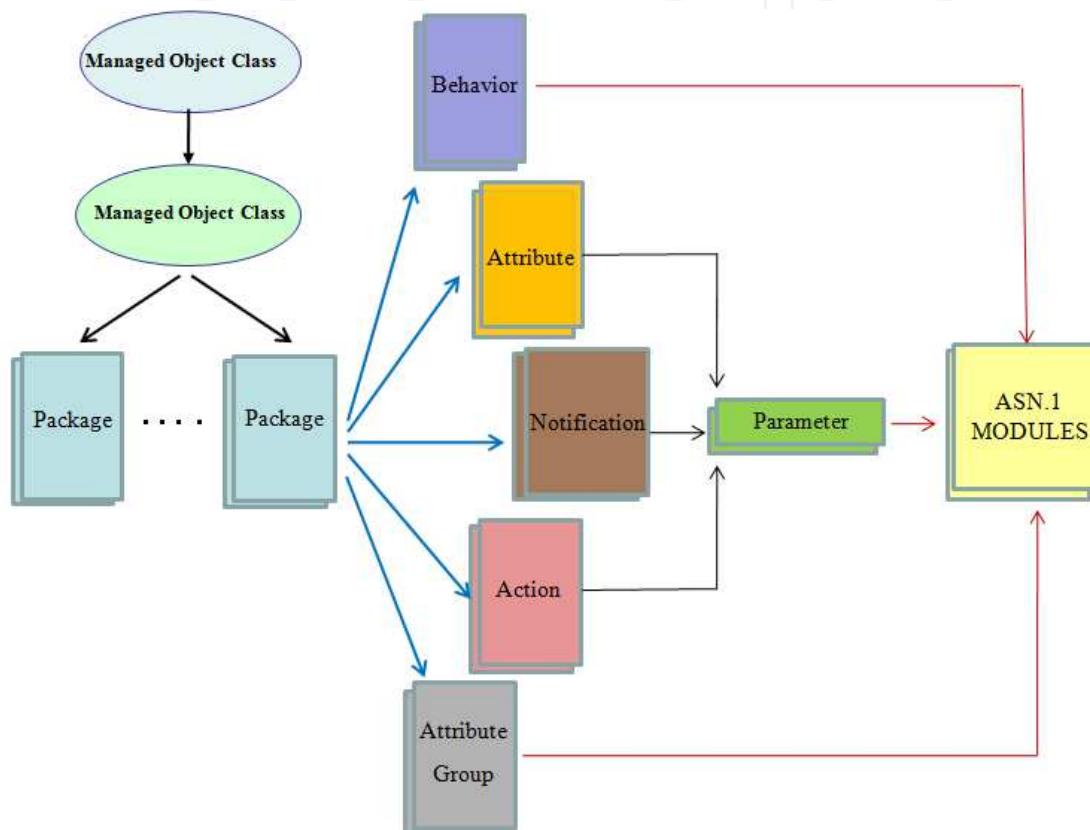 Managed Object Class
Managed Object Class
Package
Package
Behavior
Attribute
Notification
Action
Attribute
Group
Parameter
ASN.1
MODULES